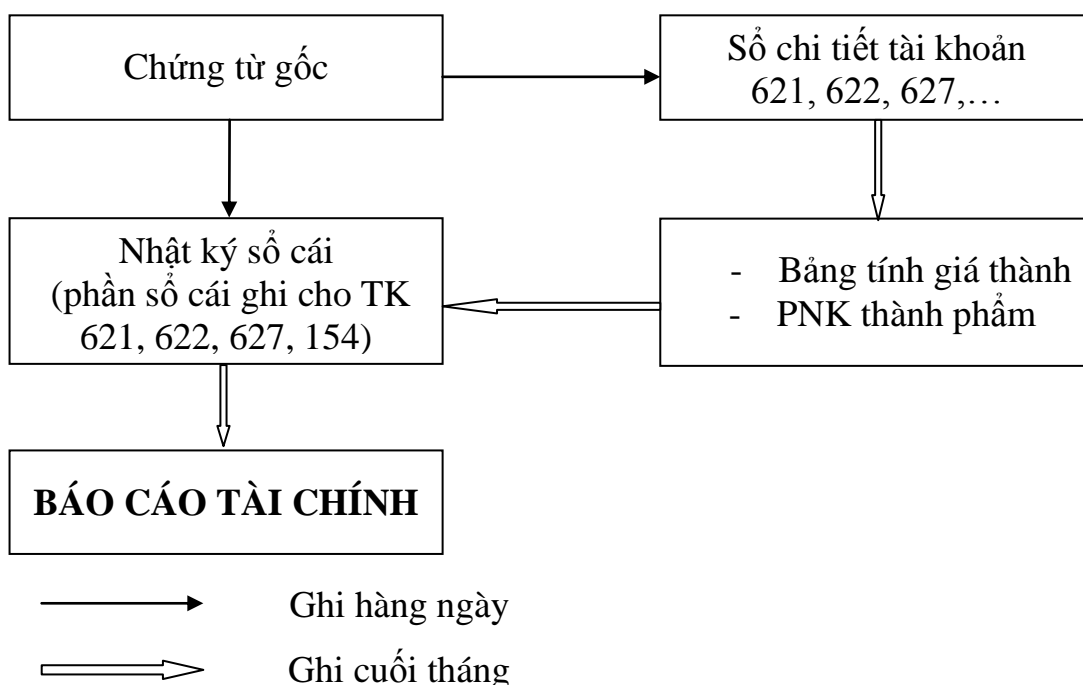 Chứng từ gốc
Sổ chi tiết tài khoản
621, 622, 627,…
Nhật ký sổ cái
(phần sổ cái ghi cho TK
621, 622, 627, 154)
- Bảng tính giá thành
- PNK thành phẩm
BÁO CÁO TÀI CHÍNH
Ghi hàng ngày
Ghi cuối tháng